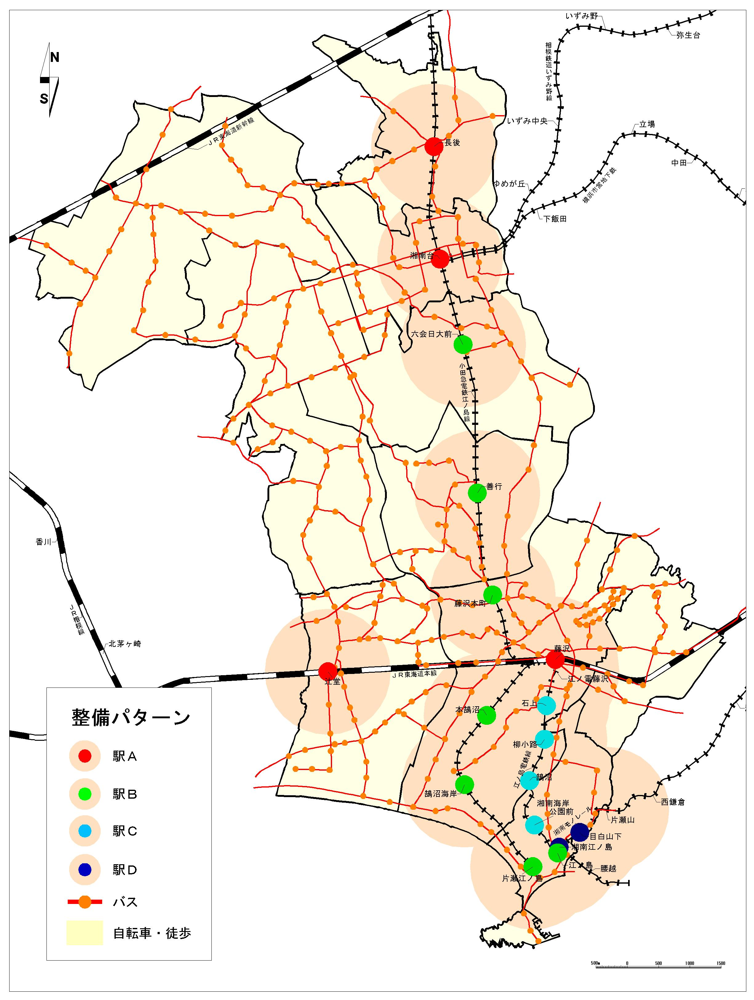 いずみ野
弥生台
N
S
相模鉄道いずみ野線
いずみ中央
立場
ＪＲ東海道新幹線
長後
中田
横浜市営地下鉄
ゆめが丘
下飯田
湘南台
六会日大前
小田急電鉄江ノ島線
善行
香川
藤沢本町
ＪＲ相模線
北茅ヶ崎
藤沢
ＪＲ東海道本線
江ノ電藤沢
辻堂
石上
本鵠沼
柳小路
江ノ島電鉄線
鵠沼
鵠沼海岸
湘南海岸
公園前
西鎌倉
湘南モノレール
片瀬山
目白山下
湘南江ノ島
江ノ島
腰越
片瀬江ノ島
整備パターン
駅Ａ
駅Ｂ
駅Ｃ
駅Ｄ
バス
自転車・徒歩
500m 0 500 1000 1500